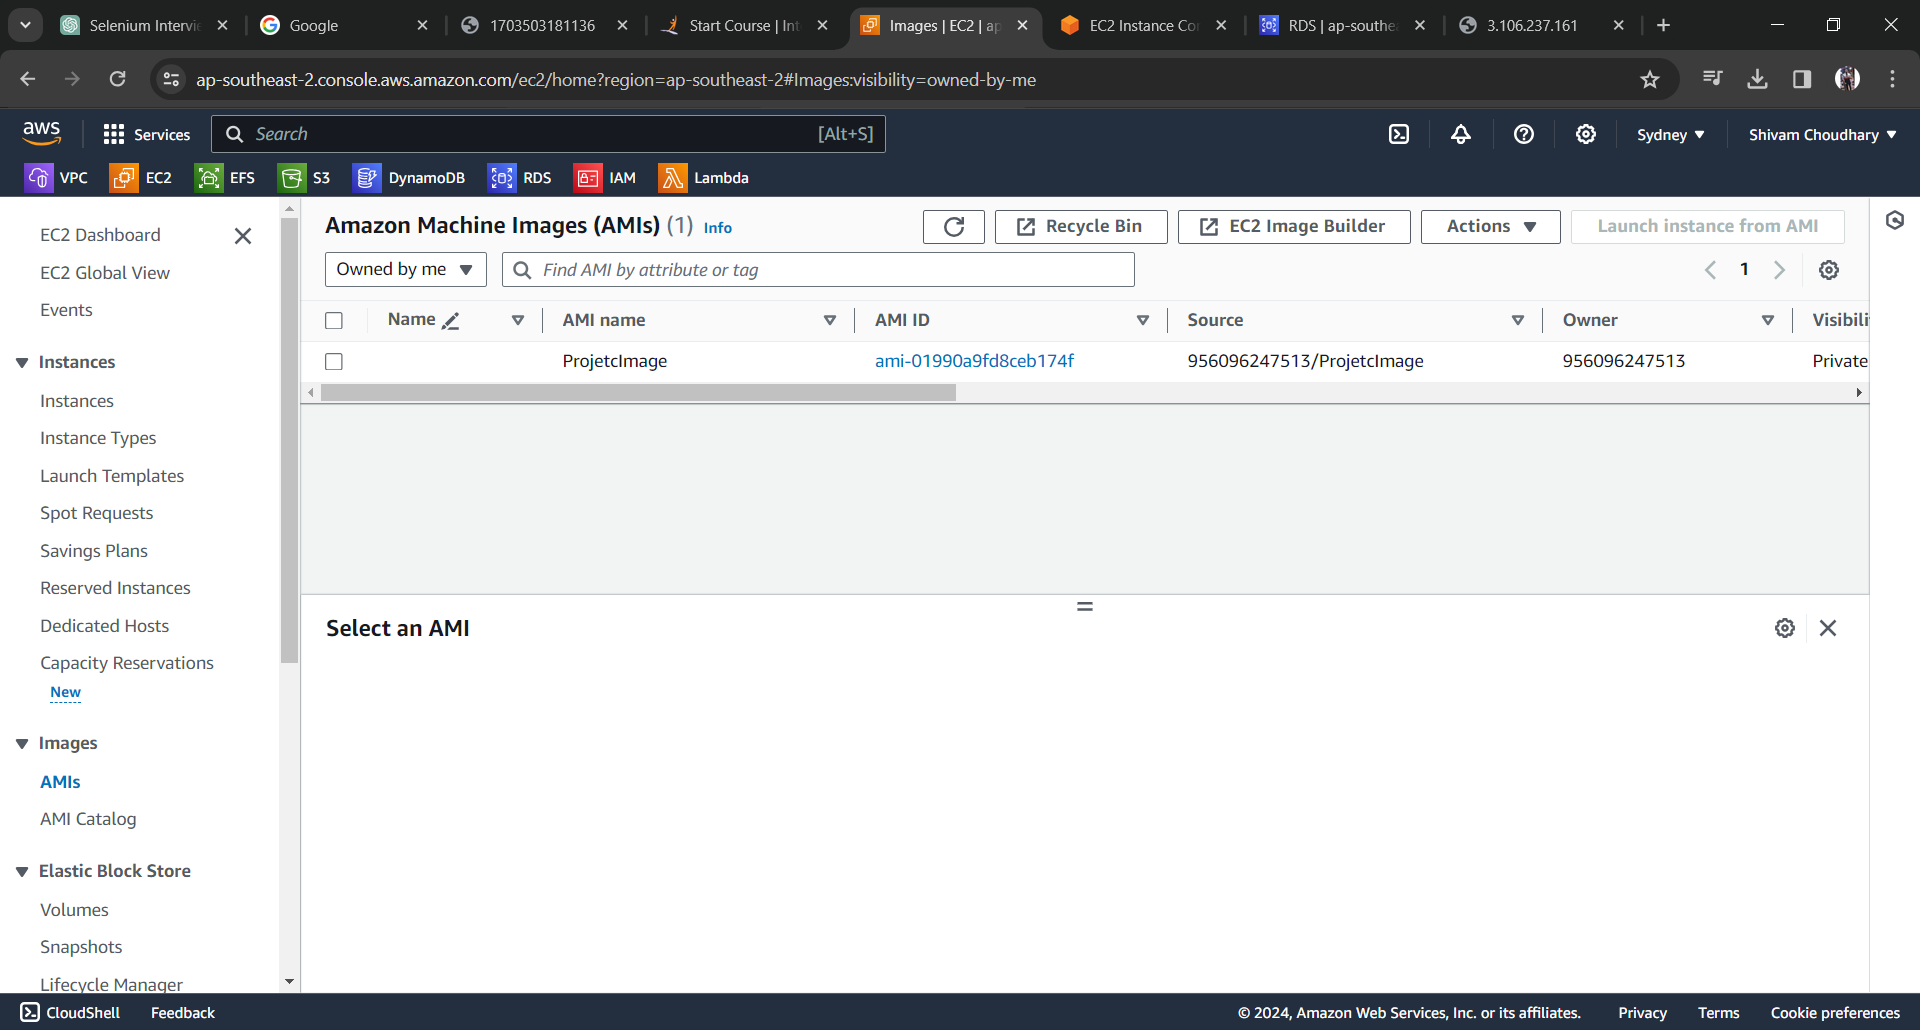 Selenium Intervie
Google
1703503181136
Start Course | Int
Images | EC2 | ap
EC2 Instance Co
RDS | ap-southe
3.106.237.161
ap-southeast-2.console.aws.amazon.com/ec2/home?region=ap-southeast-2#Images:visibility=owned-by-me
aws
Services
Search
[Alt+S]
Sydney
Shivam Choudhary
VPC
EC2
EFS
S3
DynamoDB
RDS
IAM
Lambda
EC2 Dashboard
EC2 Global View
Events
Instances
Instances
Instance Types
Launch Templates
Spot Requests
Savings Plans
Reserved Instances
Dedicated Hosts
Capacity Reservations
New
Images
AMIs
AMI Catalog
Elastic Block Store
Volumes
Snapshots
Lifecycle Manager
Amazon Machine Images (AMIs) (1) Info
Recycle Bin
EC2 Image Builder
Actions
Launch instance from AMI
Owned by me
Find AMI by attribute or tag
1
Name
AMI name
AMI ID
Source
Owner
Visibili
ProjetcImage
ami-01990a9fd8ceb174f
956096247513/ProjetcImage
956096247513
Private
Select an AMI
CloudShell
Feedback
© 2024, Amazon Web Services, Inc. or its affiliates.
Privacy
Terms
Cookie preferences